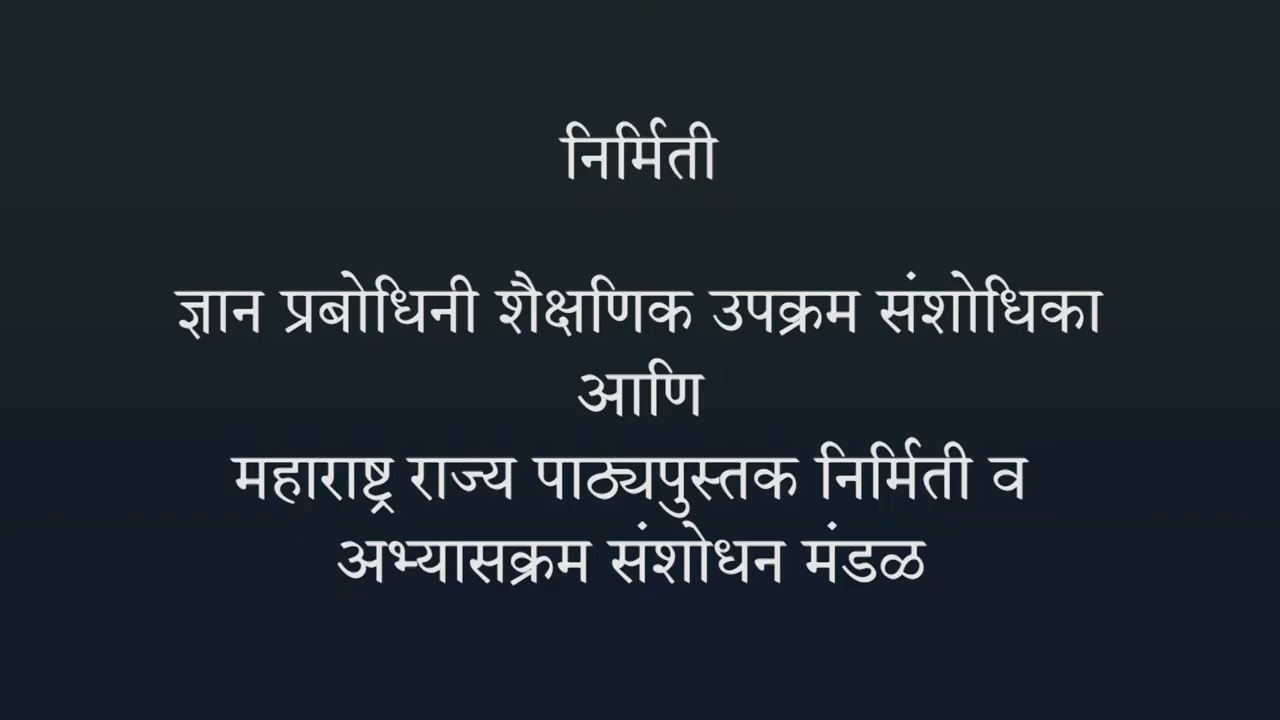 निर्मिती
ज्ञान प्रबोधिनी शैक्षणिक उपक्रम संशोधिका
आणि
महाराष्ट्र राज्य पाठ्यपुस्तक निर्मिती व
अभ्यासक्रम संशोधन मंडळ